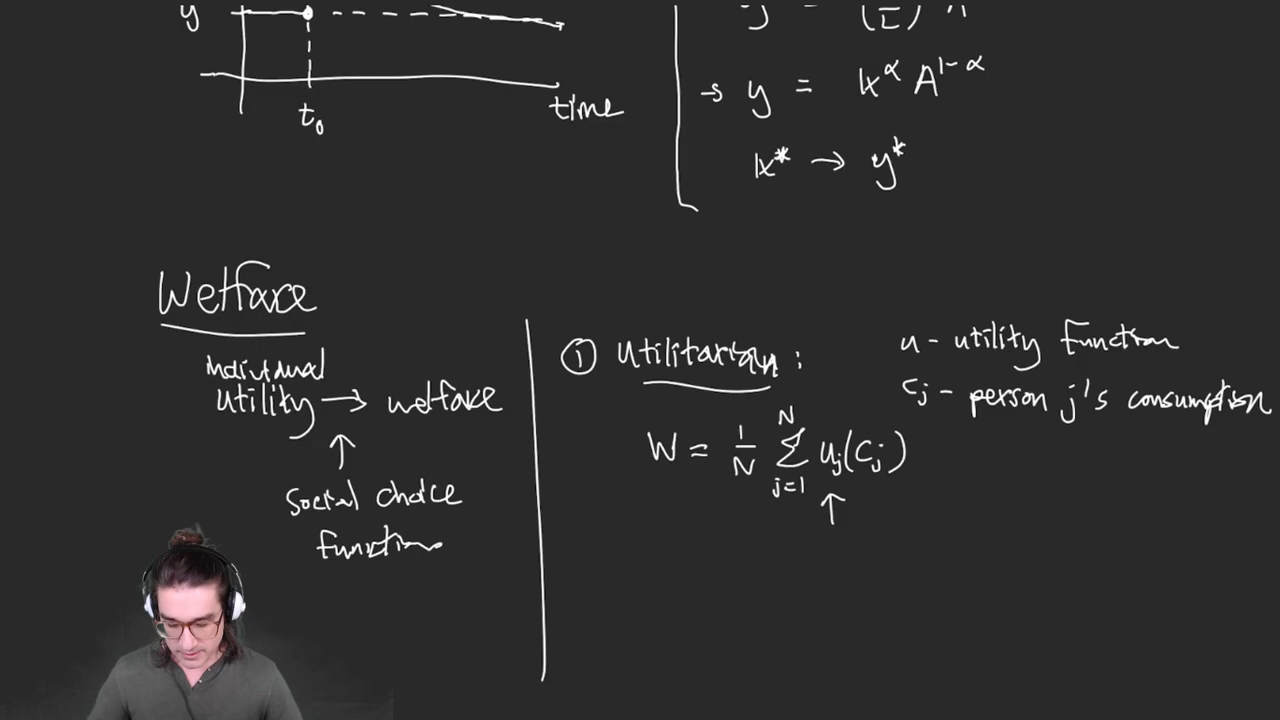 y
t₀
time
→ y = k^α A^{1-α}
k* → y*
Welfare
individual
utility → welfare
↑
social choice
function
① utilitarian:
W = 1/N Σ_{j=1}^{N} u_j(c_j)
↑
u - utility function
c_j - person j's consumption